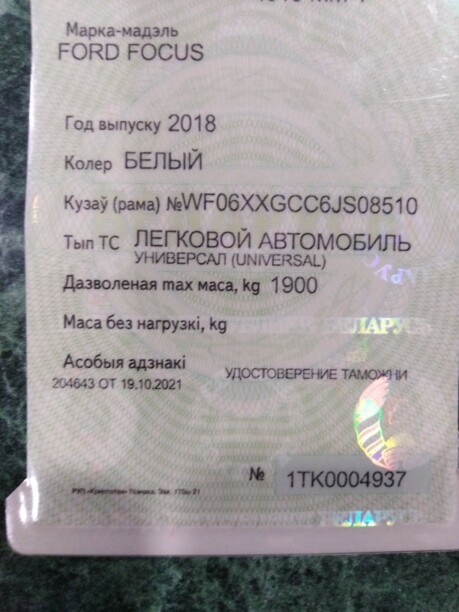 Марка-мадэль
FORD FOCUS
Год выпуску 2018
Колер БЕЛЫЙ
Кузаў (рама) №WF06XXGCC6JS08510
Тып ТС ЛЕГКОВОЙ АВТОМОБИЛЬ
УНИВЕРСАЛ (UNIVERSAL)
Дазволеная max маса, kg 1900
Маса без нагрузкі, kg
Асобыя адзнакі
204643 ОТ 19.10.2021 УДОСТОВЕРЕНИЕ ТАМОЖНИ
№ 1TK0004937